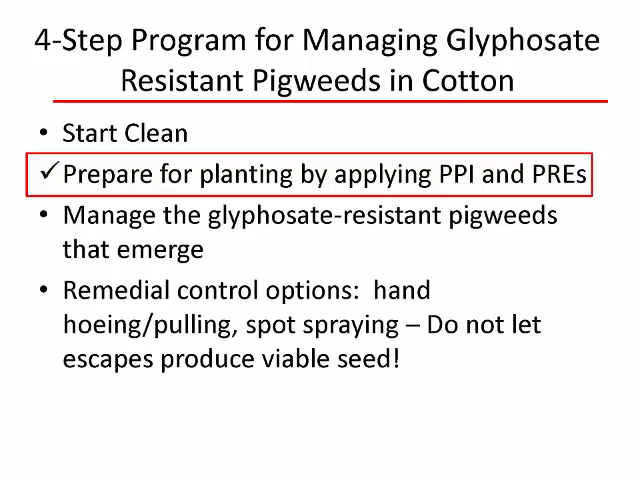 4-Step Program for Managing Glyphosate
Resistant Pigweeds in Cotton
• Start Clean
✓Prepare for planting by applying PPI and PREs
• Manage the glyphosate-resistant pigweeds
that emerge
• Remedial control options:  hand
hoeing/pulling, spot spraying – Do not let
escapes produce viable seed!